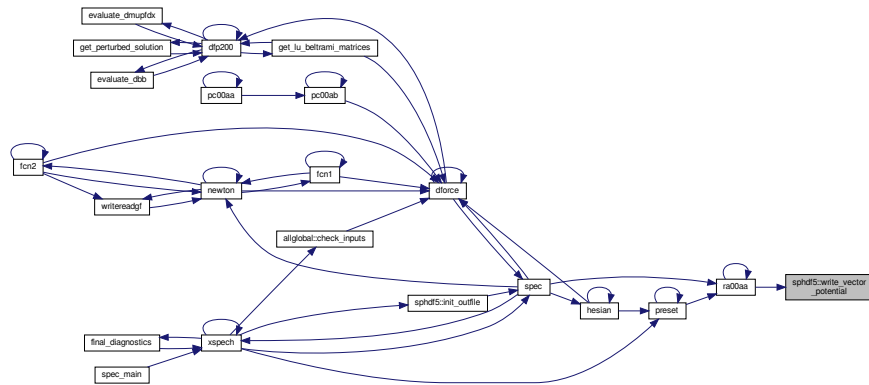 evaluate_dmupfdx
get_perturbed_solution
dfp200
get_lu_beltrami_matrices
evaluate_dbb
pc00aa
pc00ab
fcn2
fcn1
newton
dforce
writereadgf
allglobal::check_inputs
sphdf5::write_vector
_potential
spec
ra00aa
sphdf5::init_outfile
hesian
preset
final_diagnostics
xspech
spec_main